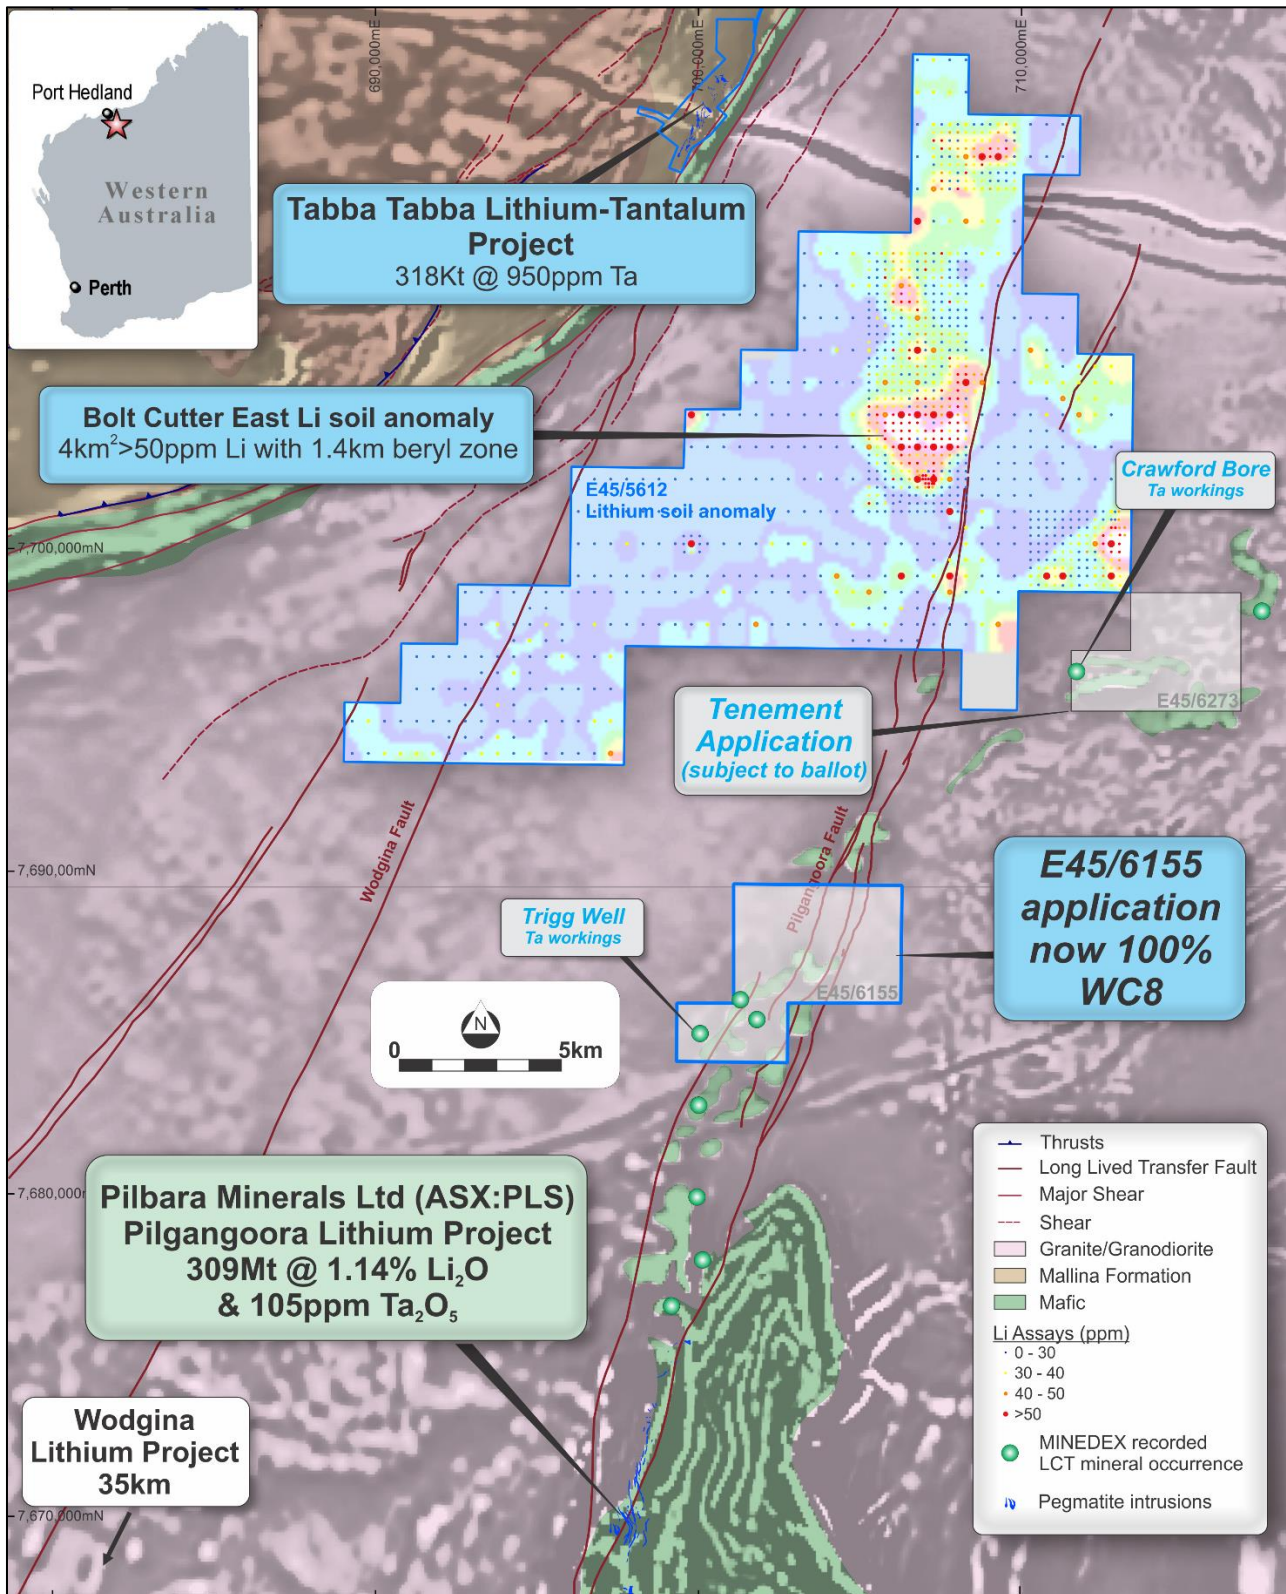 690,000mE
700,000mE
710,000mE
Port Hedland
Western
Australia
Perth
Tabba Tabba Lithium-Tantalum
Project
318Kt @ 950ppm Ta
Bolt Cutter East Li soil anomaly
4km²>50ppm Li with 1.4km beryl zone
E45/5612
Lithium soil anomaly
Crawford Bore
Ta workings
7,700,000mN
E45/6273
Tenement
Application
(subject to ballot)
Wodgina Fault
Pilgangoora Fault
7,690,00mN
E45/6155
application
now 100%
WC8
Trigg Well
Ta workings
E45/6155
N
0 5km
7,680,000m
Pilbara Minerals Ltd (ASX:PLS)
Pilgangoora Lithium Project
309Mt @ 1.14% Li₂O
& 105ppm Ta₂O₅
Thrusts
Long Lived Transfer Fault
Major Shear
Shear
Granite/Granodiorite
Mallina Formation
Mafic
Li Assays (ppm)
0 - 30
30 - 40
40 - 50
>50
MINEDEX recorded
LCT mineral occurrence
Pegmatite intrusions
Wodgina
Lithium Project
35km
7,670,000mN